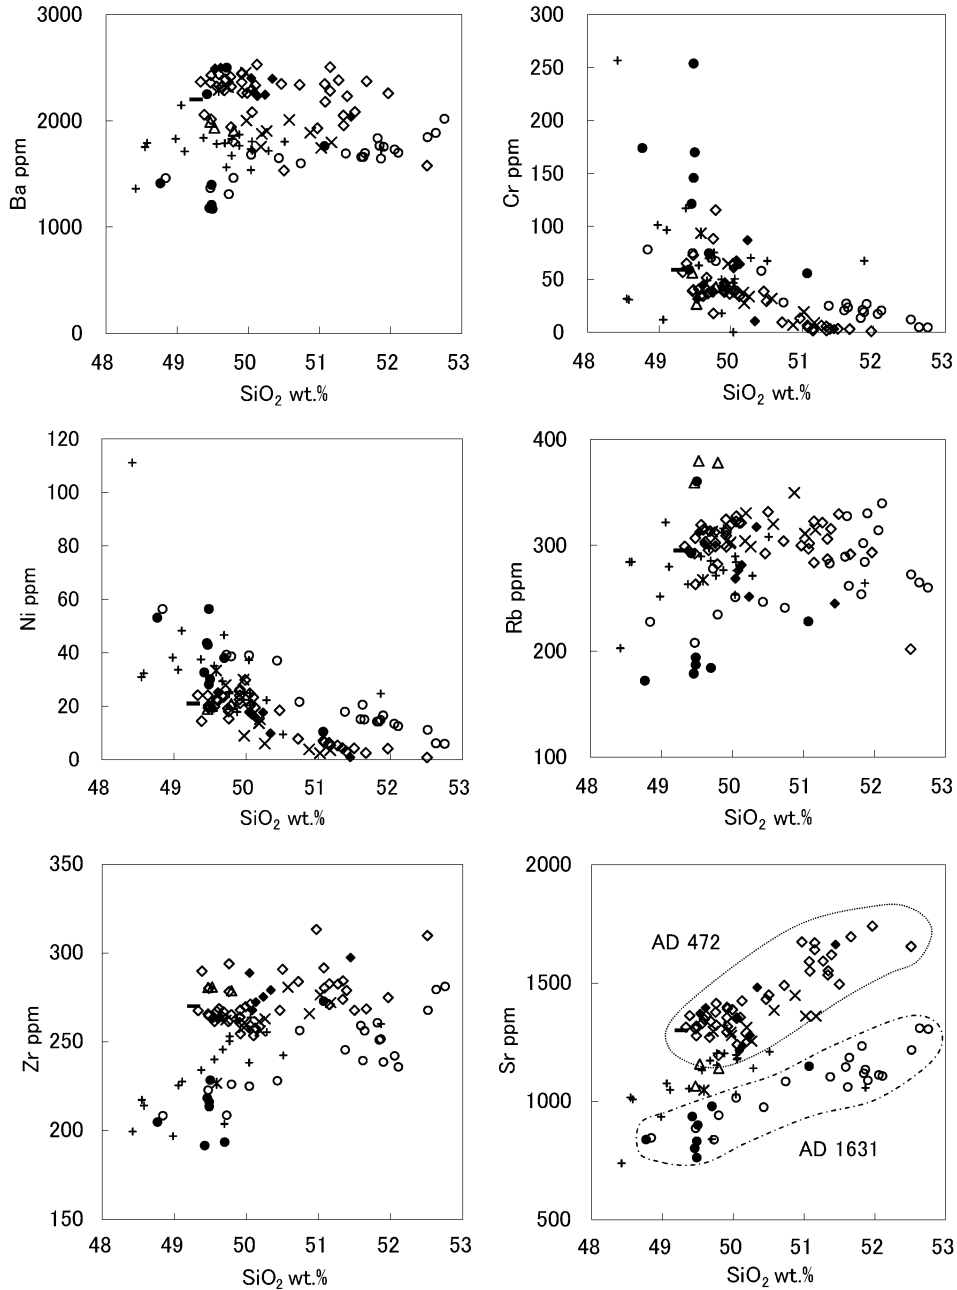 3000
2000
1000
0
Ba ppm
48 49 50 51 52 53
SiO₂ wt.%
300
250
200
150
100
50
0
Cr ppm
48 49 50 51 52 53
SiO₂ wt.%
120
100
80
60
40
20
0
Ni ppm
48 49 50 51 52 53
SiO₂ wt.%
400
300
200
100
Rb ppm
48 49 50 51 52 53
SiO₂ wt.%
350
300
250
200
150
Zr ppm
48 49 50 51 52 53
SiO₂ wt.%
2000
1500
1000
500
Sr ppm
AD 472
AD 1631
48 49 50 51 52 53
SiO₂ wt.%